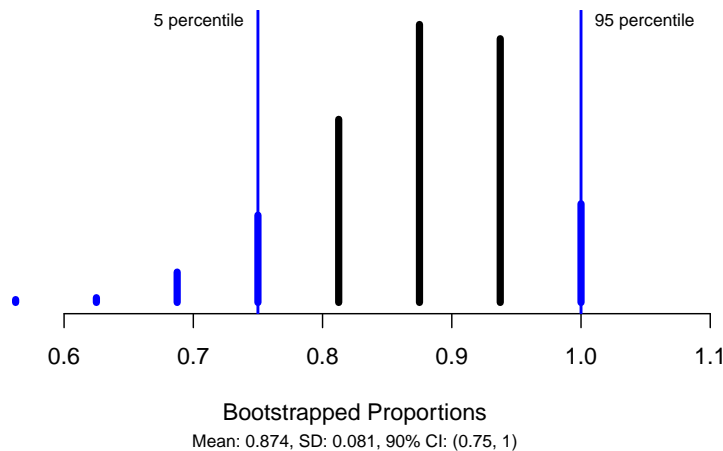 5 percentile
95 percentile
0.6 0.7 0.8 0.9 1.0 1.1
Bootstrapped Proportions
Mean: 0.874, SD: 0.081, 90% CI: (0.75, 1)